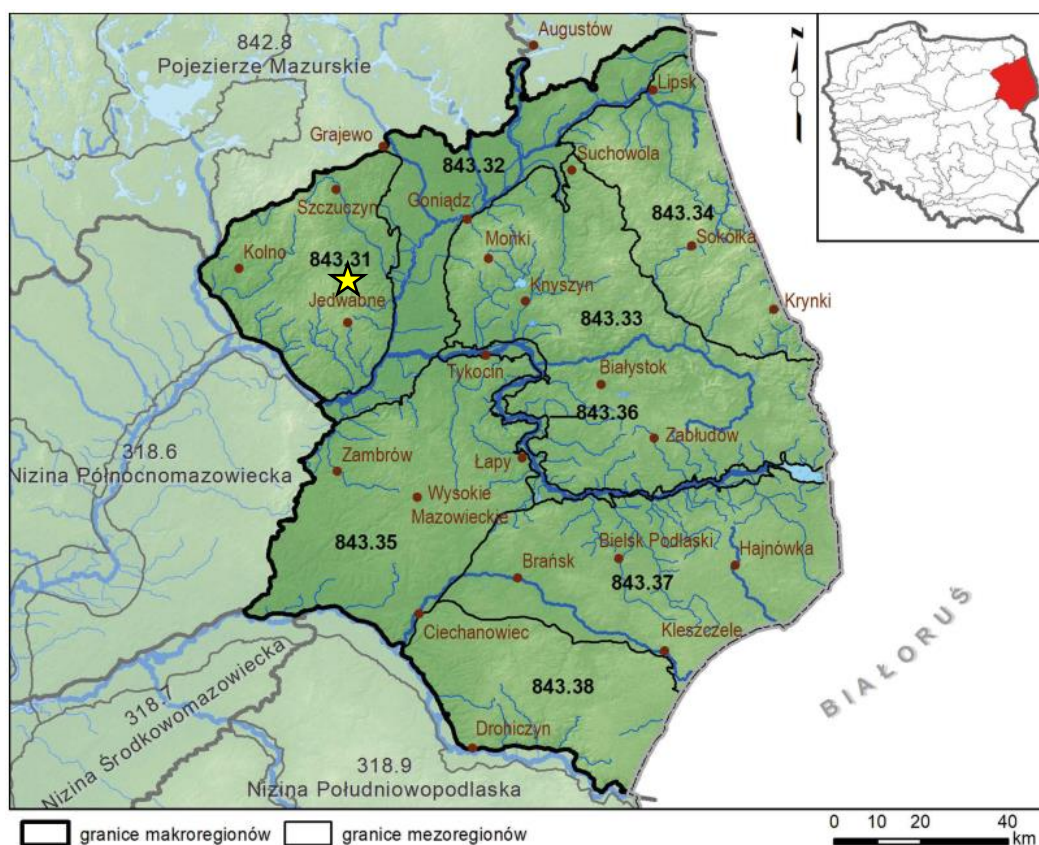 Augustów
842.8
Pojezierze Mazurskie
z
Lipsk
Grajewo
Suchowola
843.32
Szczuczyn
Goniądz
843.34
Mońki
Sokółka
Kolno
843.31
Knyszyn
Krynki
Jedwabne
843.33
Tykocin
Białystok
843.36
318.6
Nizina Północnomazowiecka
Zabłudów
Zambrów
Łapy
Wysokie
Mazowieckie
843.35
Bielsk Podlaski
Hajnówka
Brańsk
843.37
Ciechanowiec
Kleszczele
BIAŁORUŚ
843.38
318.7
Nizina Środkowomazowiecka
Drohiczyn
318.9
Nizina Południowopodlaska
granice makroregionów
granice mezoregionów
0 10 20 40
km